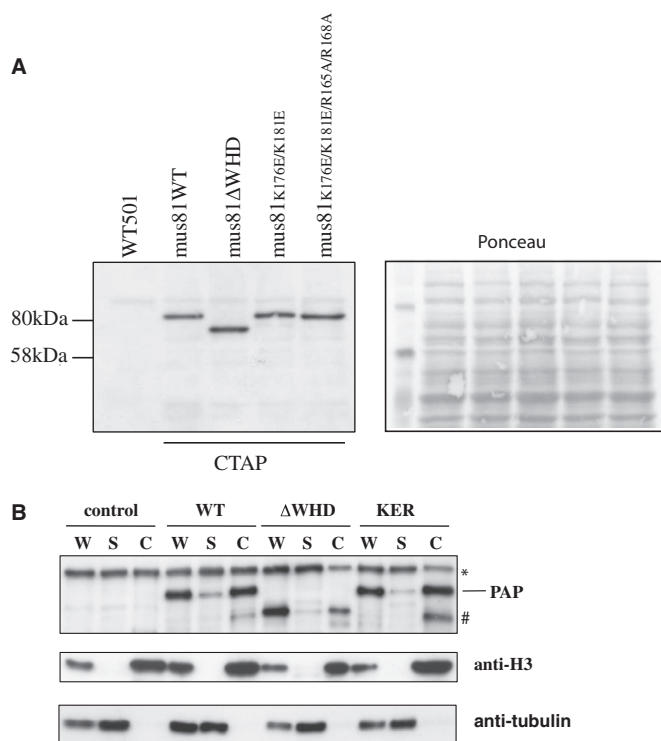 A
WT501
mus81WT
mus81ΔWHD
mus81K176E/K181E
mus81K176E/K181E/R165A/R168A
Ponceau
80kDa
58kDa
CTAP
B
control WT ΔWHD KER
W S C W S C W S C W S C
*
PAP
#
anti-H3
anti-tubulin